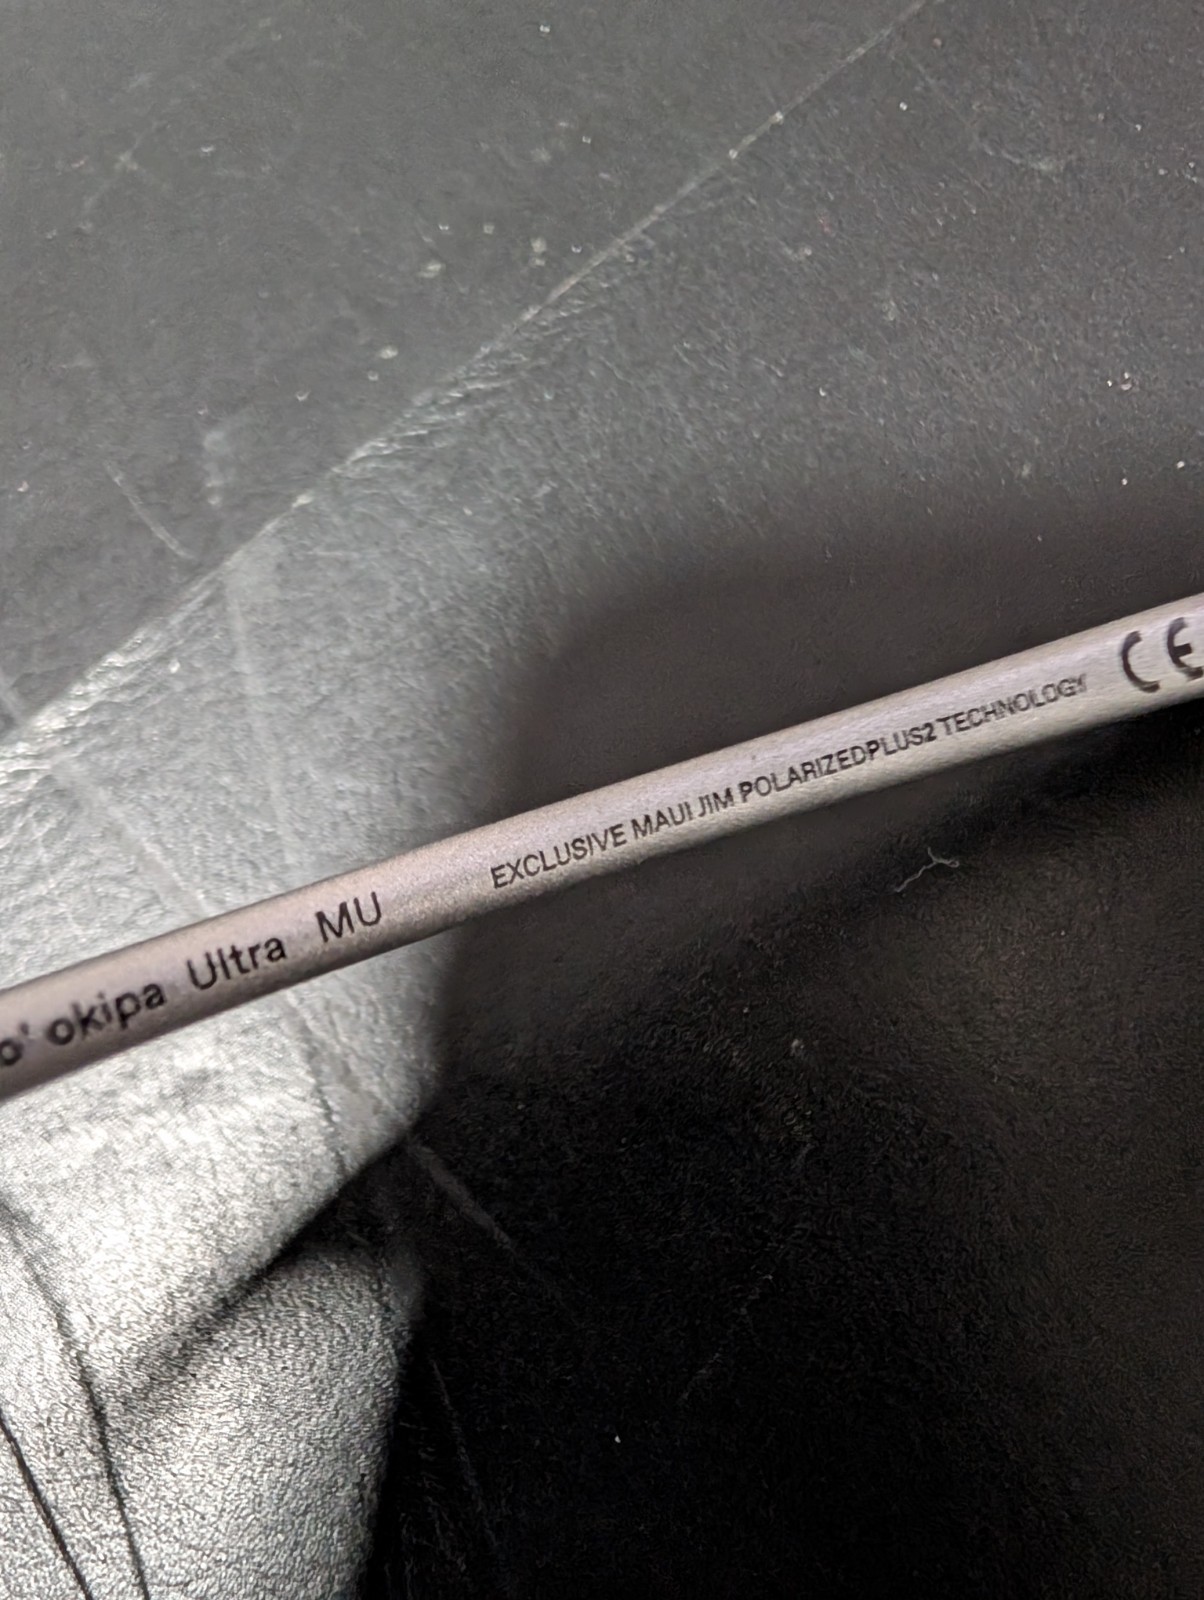 o' okipa Ultra MU EXCLUSIVE MAUI JIM POLARIZEDPLUS2 TECHNOLOGY CE